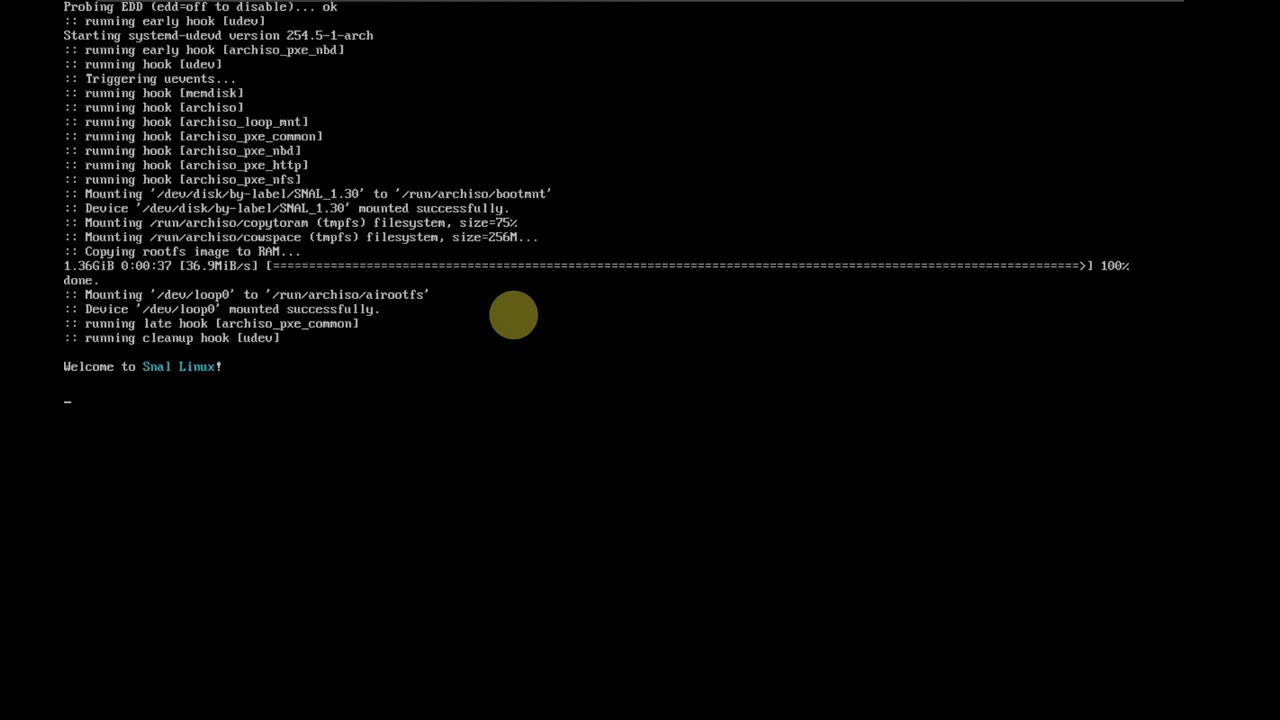 Probing EDD (edd=off to disable)... ok
:: running early hook [udev]
Starting systemd-udevd version 254.5-1-arch
:: running early hook [archiso_pxe_nbd]
:: running hook [udev]
:: Triggering uevents...
:: running hook [memdisk]
:: running hook [archiso]
:: running hook [archiso_loop_mnt]
:: running hook [archiso_pxe_common]
:: running hook [archiso_pxe_nbd]
:: running hook [archiso_pxe_http]
:: running hook [archiso_pxe_nfs]
:: Mounting '/dev/disk/by-label/SNAL_1.30' to '/run/archiso/bootmnt'
:: Device '/dev/disk/by-label/SNAL_1.30' mounted successfully.
:: Mounting /run/archiso/copytoram (tmpfs) filesystem, size=75%
:: Mounting /run/archiso/cowspace (tmpfs) filesystem, size=256M...
:: Copying rootfs image to RAM...
1.36GiB 0:00:37 [36.9MiB/s] [================================================================================================================>] 100%
done.
:: Mounting '/dev/loop0' to '/run/archiso/airootfs'
:: Device '/dev/loop0' mounted successfully.
:: running late hook [archiso_pxe_common]
:: running cleanup hook [udev]
Welcome to Snal Linux!
_